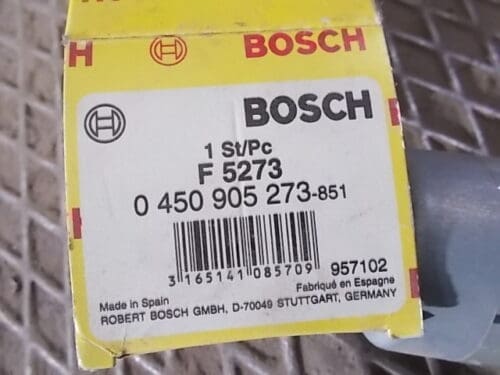 BOSCH
BOSCH
1 St/Pc
F 5273
0 450 905 273-851
3 165141 085709
957102
Made in Spain
Fabriqué en Espagne
ROBERT BOSCH GMBH, D-70049 STUTTGART, GERMANY